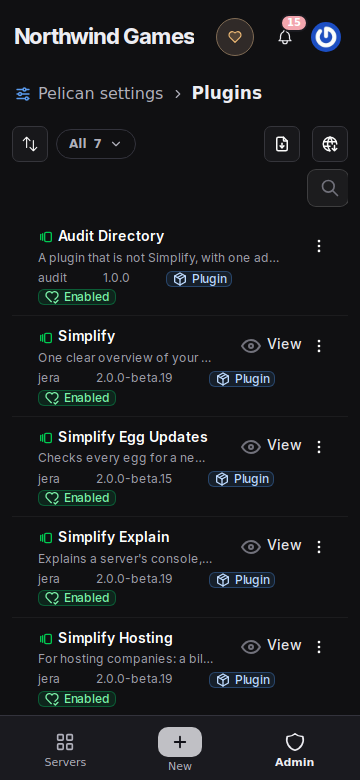 Northwind Games
15
Pelican settings > Plugins
All 7
Audit Directory
A plugin that is not Simplify, with one ad...
audit 1.0.0 Plugin
Enabled
Simplify
View
One clear overview of your ...
jera 2.0.0-beta.19 Plugin
Enabled
Simplify Egg Updates
View
Checks every egg for a ne...
jera 2.0.0-beta.15 Plugin
Enabled
Simplify Explain
View
Explains a server's console,...
jera 2.0.0-beta.19 Plugin
Enabled
Simplify Hosting
View
For hosting companies: a bil...
jera 2.0.0-beta.19 Plugin
Enabled
Servers New Admin